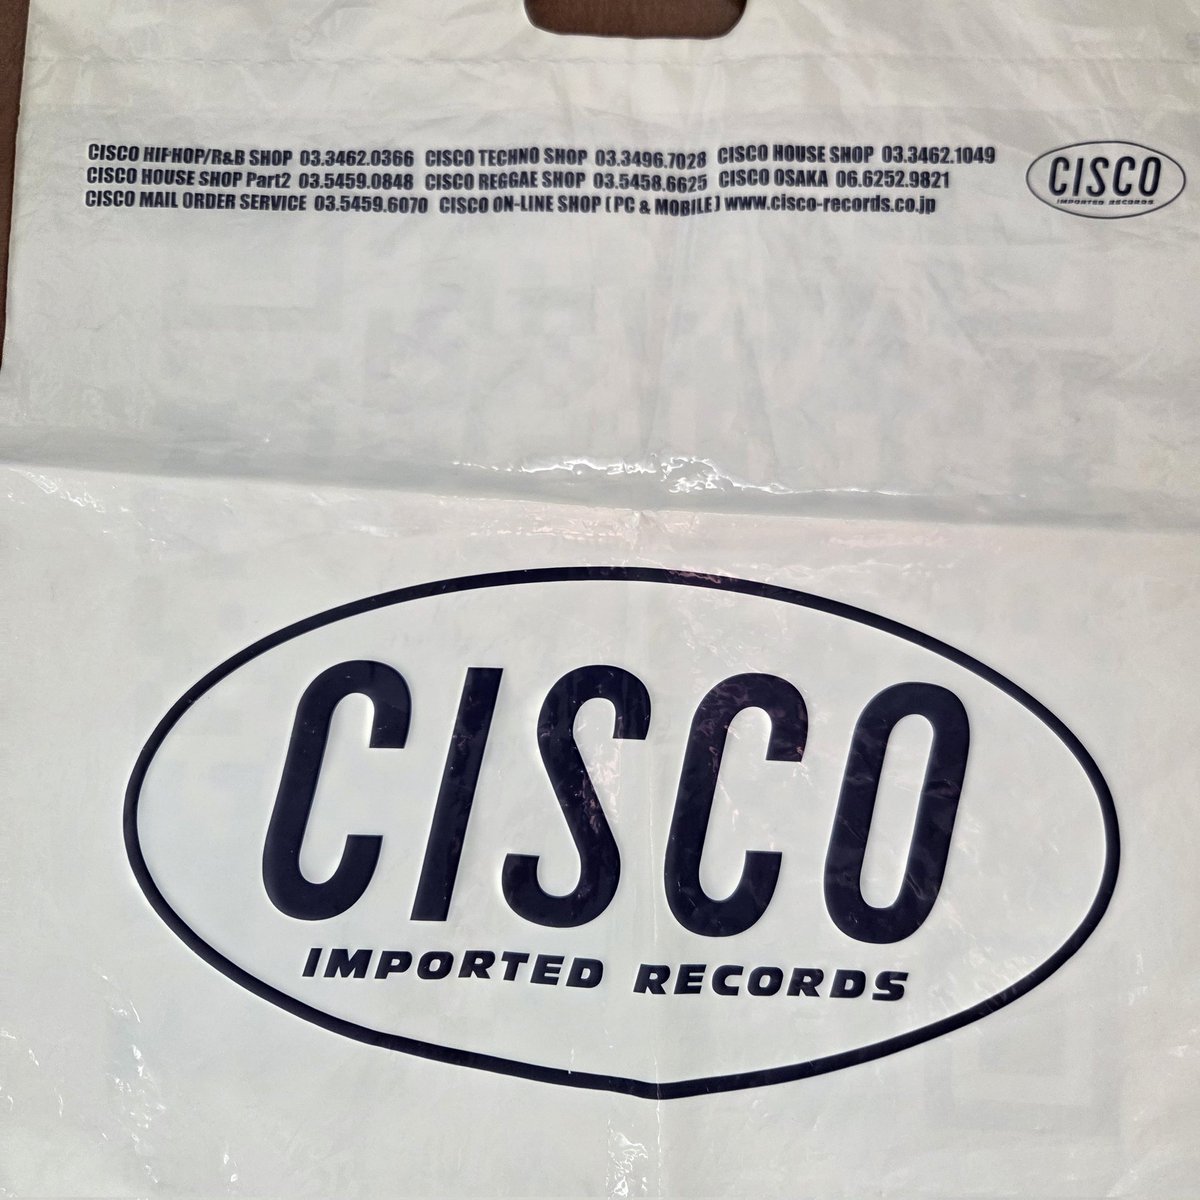 CISCO HIPHOP/R&B SHOP 03.3462.0366 CISCO TECHNO SHOP 03.3496.7028 CISCO HOUSE SHOP 03.3462.1049
CISCO HOUSE SHOP Part2 03.5459.0848 CISCO REGGAE SHOP 03.5458.6625 CISCO OSAKA 06.6252.9821
CISCO MAIL ORDER SERVICE 03.5459.6070 CISCO ON-LINE SHOP [PC & MOBILE] www.cisco-records.co.jp
CISCO
IMPORTED RECORDS
CISCO
IMPORTED RECORDS